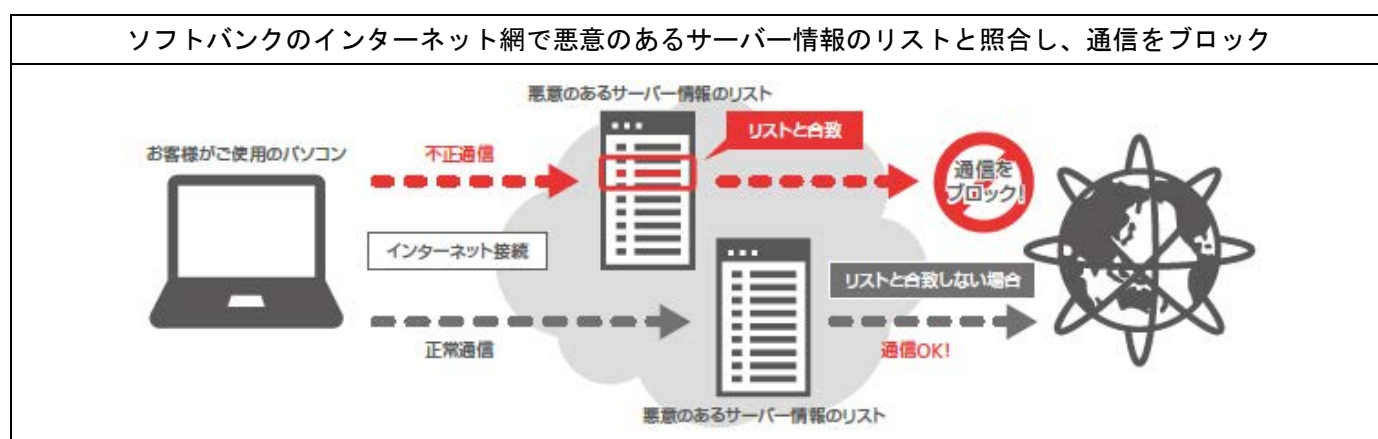 ソフトバンクのインターネット網で悪意のあるサーバー情報のリストと照合し、通信をブロック
悪意のあるサーバー情報のリスト
リストと合致
お客様がご使用のパソコン
不正通信
通信を
ブロック!
インターネット接続
リストと合致しない場合
正常通信
通信OK!
悪意のあるサーバー情報のリスト